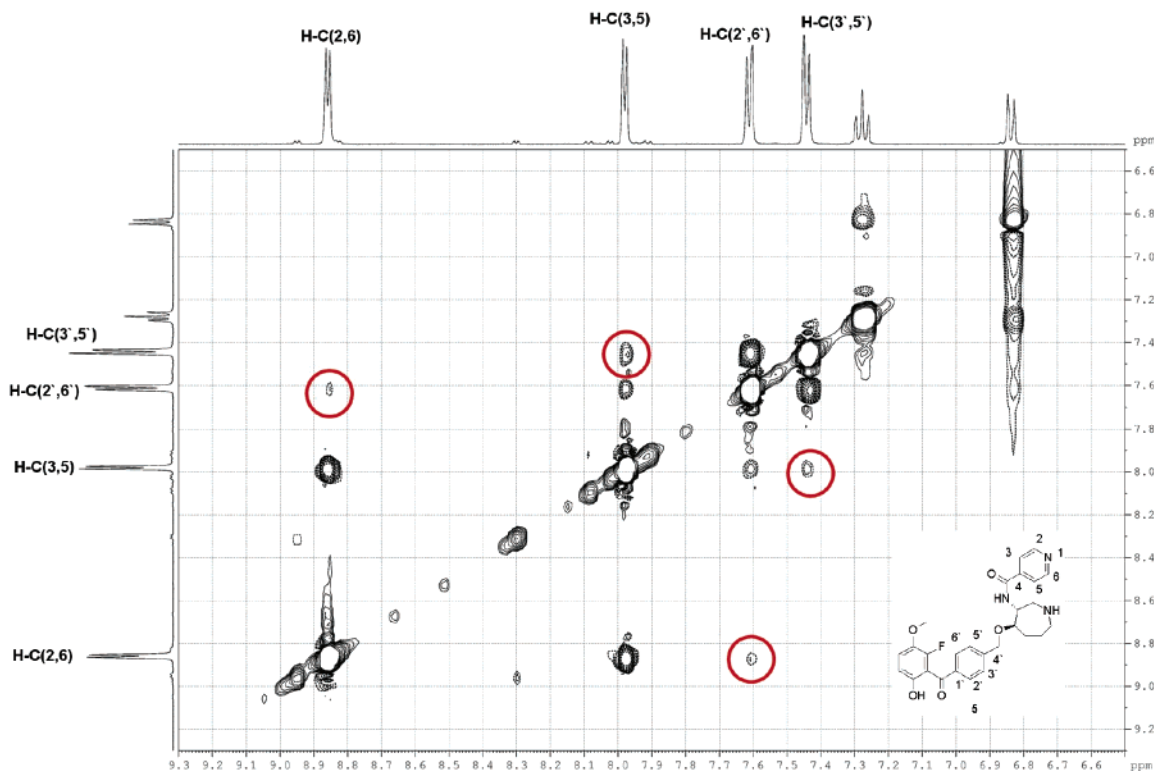 H-C(2,6)
H-C(3,5)
H-C(2`,6`)
H-C(3`,5`)
ppm
6.6
6.8
7.0
7.2
H-C(3`,5`)
7.4
H-C(2`,6`)
7.6
7.8
H-C(3,5)
8.0
8.2
8.4
8.6
H-C(2,6)
8.8
9.0
9.2
3 2 1
N
O 4 5 6
HN
NH
O
O F 6` 5`
4`
1` 3`
2`
OH O
5
9.3 9.2 9.1 9.0 8.9 8.8 8.7 8.6 8.5 8.4 8.3 8.2 8.1 8.0 7.9 7.8 7.7 7.6 7.5 7.4 7.3 7.2 7.1 7.0 6.9 6.8 6.7 6.6 ppm